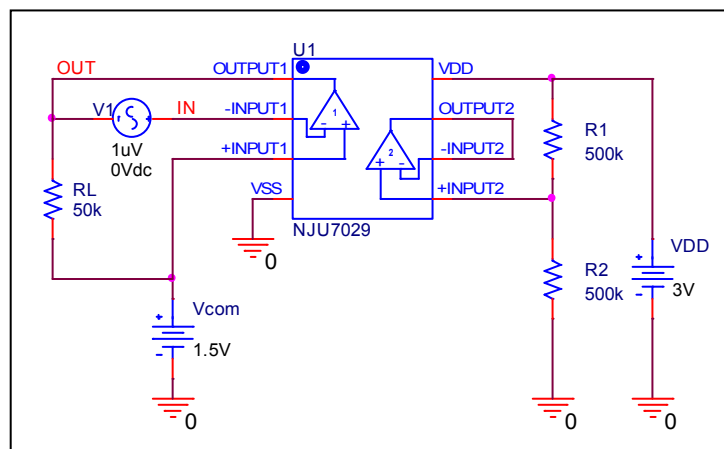 U1
OUT
OUTPUT1
VDD
V1
IN
-INPUT1
OUTPUT2
1
R1
1uV
0Vdc
+INPUT1
2
-INPUT2
500k
RL
50k
VSS
+INPUT2
NJU7029
0
R2
500k
VDD
3V
Vcom
1.5V
0
0
0
+
-
+
-
-
+
+
-